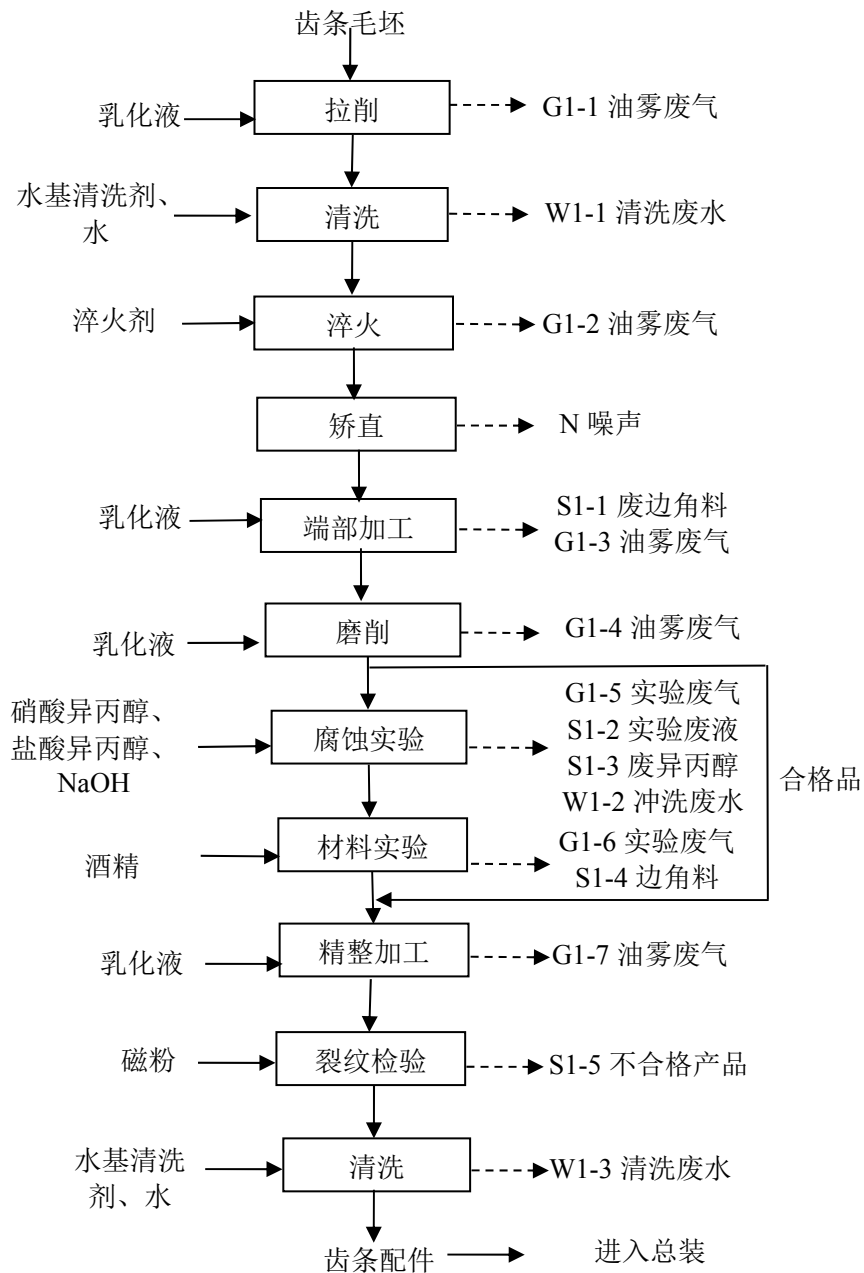 齿条毛坯
乳化液
拉削
G1-1 油雾废气
水基清洗剂、
水
清洗
W1-1 清洗废水
淬火剂
淬火
G1-2 油雾废气
矫直
N 噪声
乳化液
端部加工
S1-1 废边角料
G1-3 油雾废气
乳化液
磨削
G1-4 油雾废气
硝酸异丙醇、
盐酸异丙醇、
NaOH
腐蚀实验
G1-5 实验废气
S1-2 实验废液
S1-3 废异丙醇
W1-2 冲洗废水
合格品
酒精
材料实验
G1-6 实验废气
S1-4 边角料
乳化液
精整加工
G1-7 油雾废气
磁粉
裂纹检验
S1-5 不合格产品
水基清洗
剂、水
清洗
W1-3 清洗废水
齿条配件
进入总装